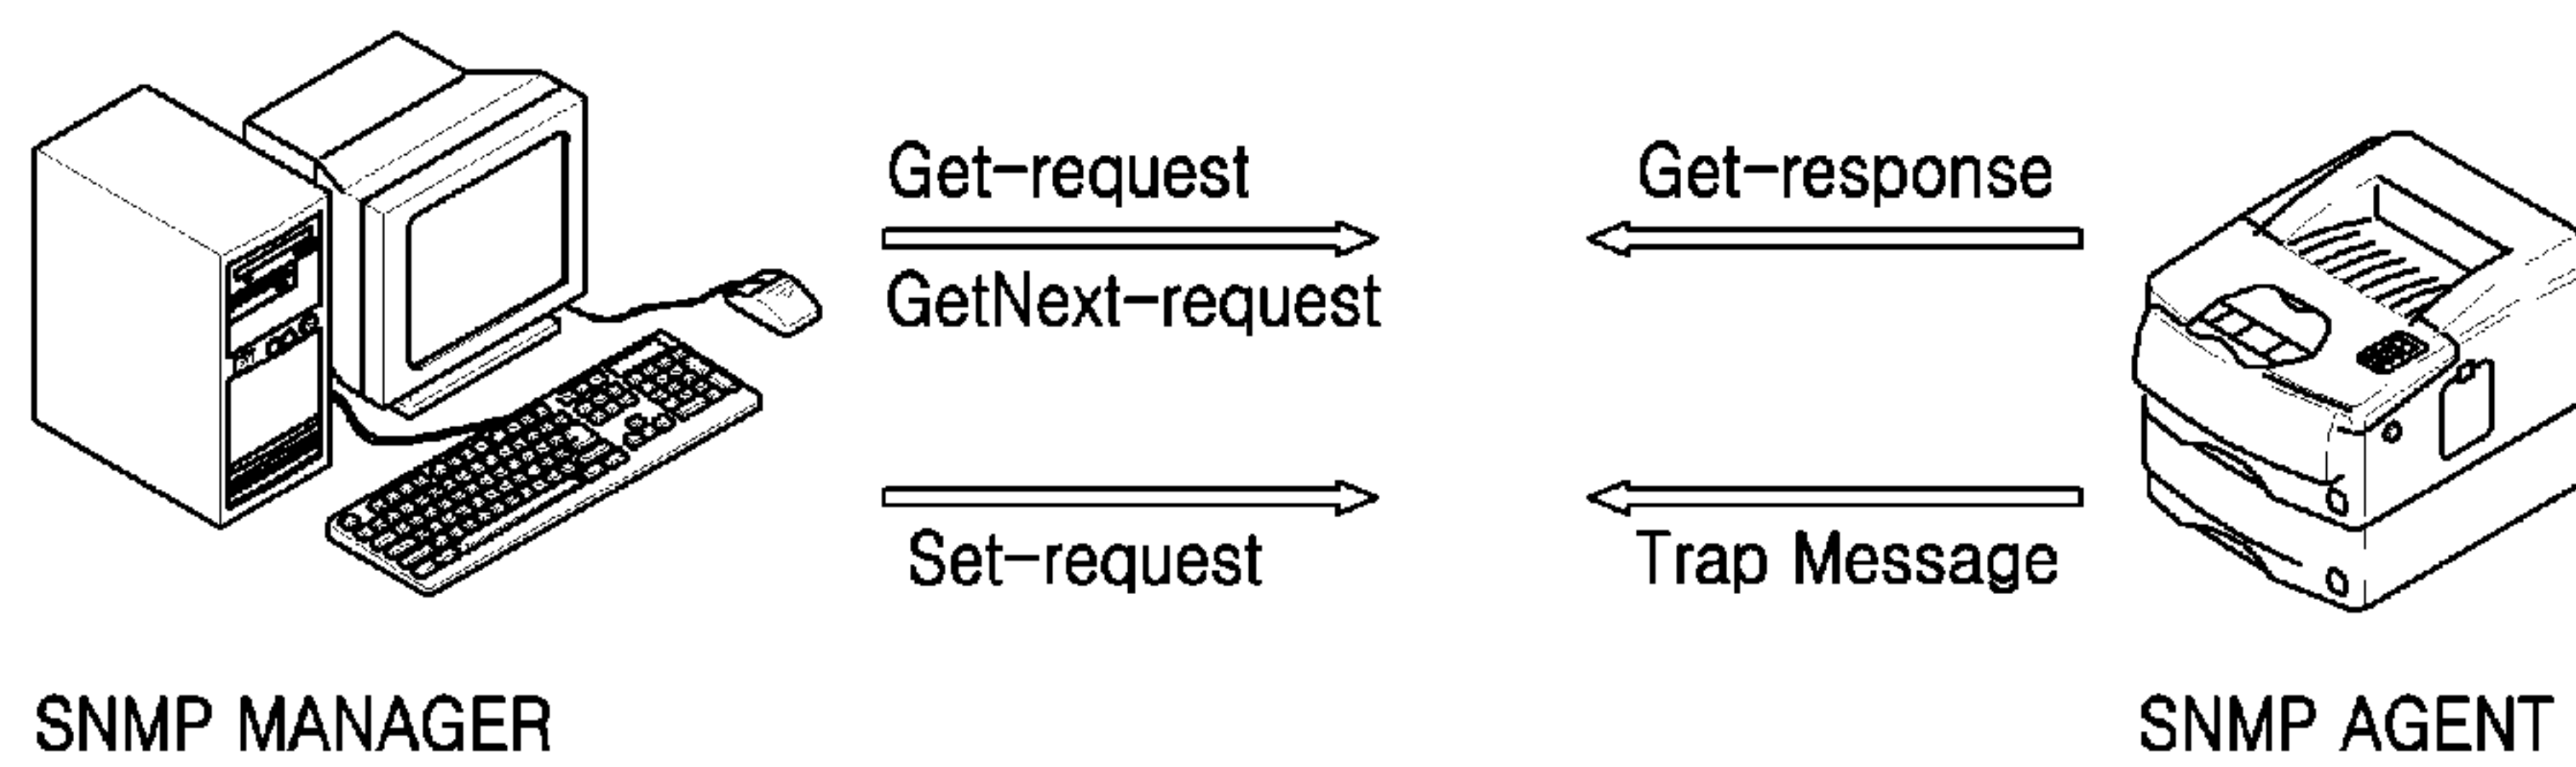 Get-request
Get-response
GetNext-request
Set-request
Trap Message
SNMP MANAGER
SNMP AGENT